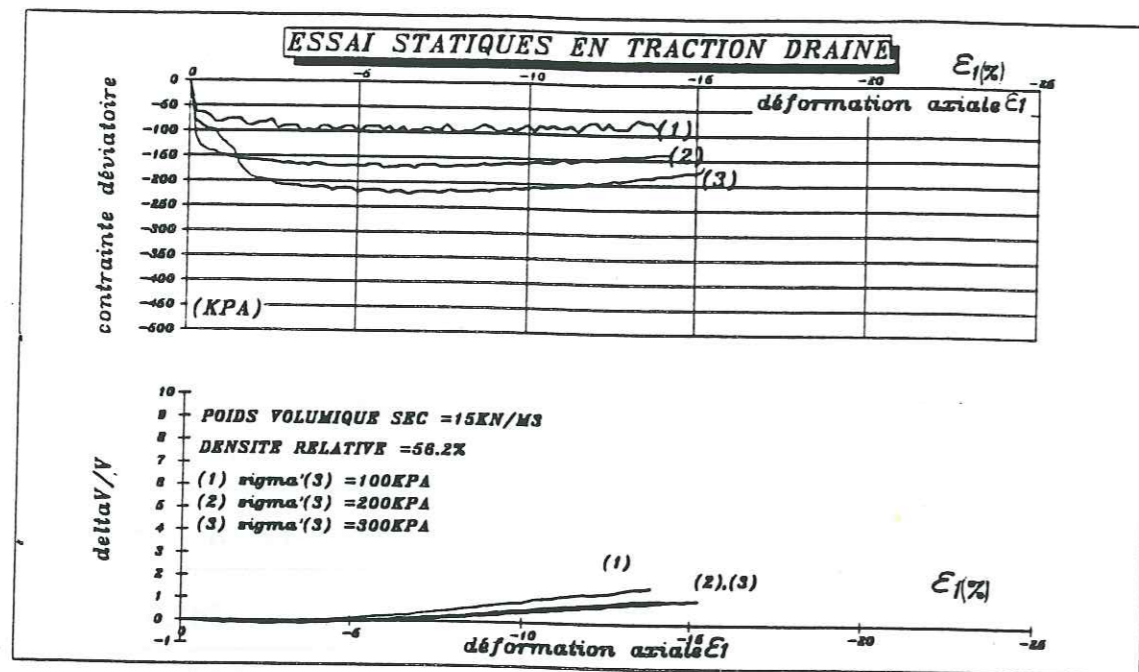 ESSAI STATIQUES EN TRACTION DRAINE
0 -5 -10 -15 -20 -25
ε1(%)
déformation axiale ε1
contrainte déviatoire
0
-50
-100
-150
-200
-250
-300
-350
-400
-450
-500
(1)
(2)
(3)
(KPA)
10
9
8
7
6
5
4
3
2
1
0
-1
deltaV/V
POIDS VOLUMIQUE SEC =15KN/M3
DENSITE RELATIVE =56.2%
(1) sigma'(3) =100KPA
(2) sigma'(3) =200KPA
(3) sigma'(3) =300KPA
(1)
(2),(3)
ε1(%)
0 -5 -10 -15 -20 -25
déformation axiale ε1